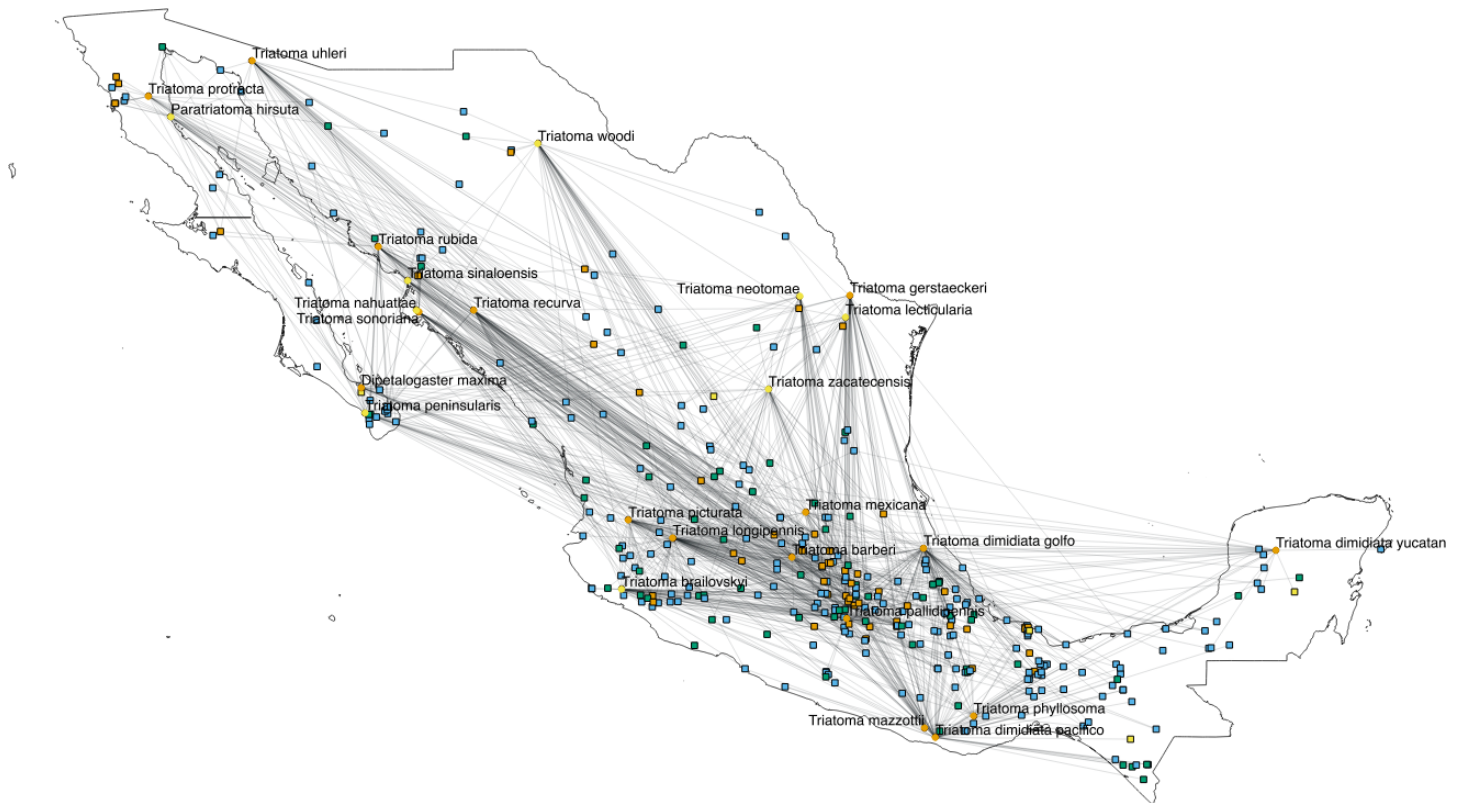 Triatoma uhleri
Triatoma protracta
Paratriatoma hirsuta
Triatoma woodi
Triatoma rubida
Triatoma sinaloensis
Triatoma neotomae
Triatoma gerstaeckeri
Triatoma nahuatlae
Triatoma recurva
Triatoma lecticularia
Triatoma sonoriana
Dipetalogaster maxima
Triatoma zacatecensis
Triatoma peninsularis
Triatoma mexicana
Triatoma picturata
Triatoma longipennis
Triatoma dimidiata golfo
Triatoma dimidiata yucatan
Triatoma barberi
Triatoma brailovskyi
Triatoma pallidipennis
Triatoma phyllosoma
Triatoma mazzottii
Triatoma dimidiata pacifico